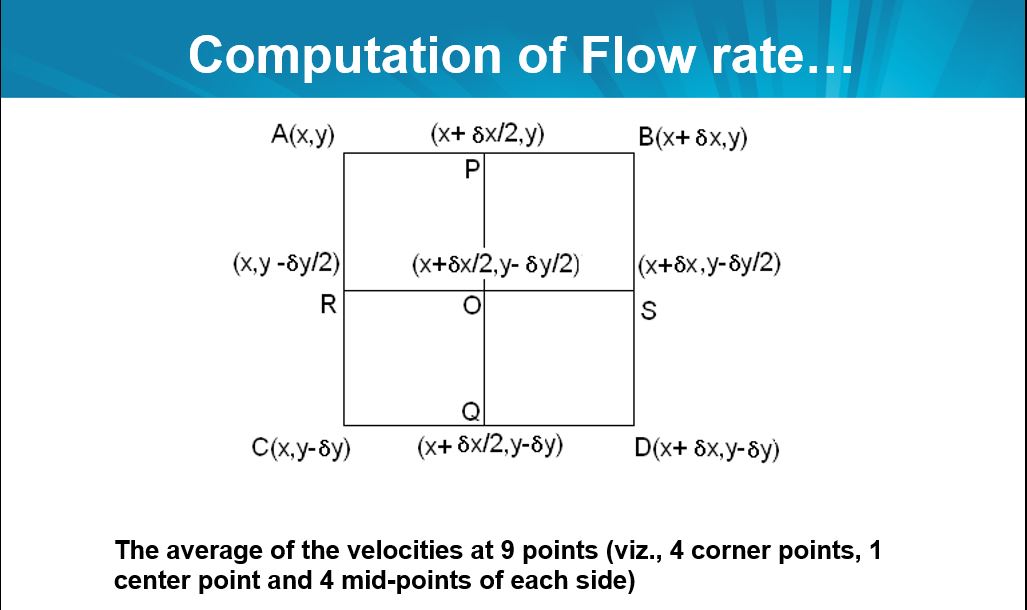 Computation of Flow rate…
A(x,y) (x+ δx/2,y) B(x+ δx,y)
P
(x,y -δy/2) (x+δx/2,y- δy/2) (x+δx,y-δy/2)
R O S
Q
C(x,y-δy) (x+ δx/2,y-δy) D(x+ δx,y-δy)
The average of the velocities at 9 points (viz., 4 corner points, 1
center point and 4 mid-points of each side)